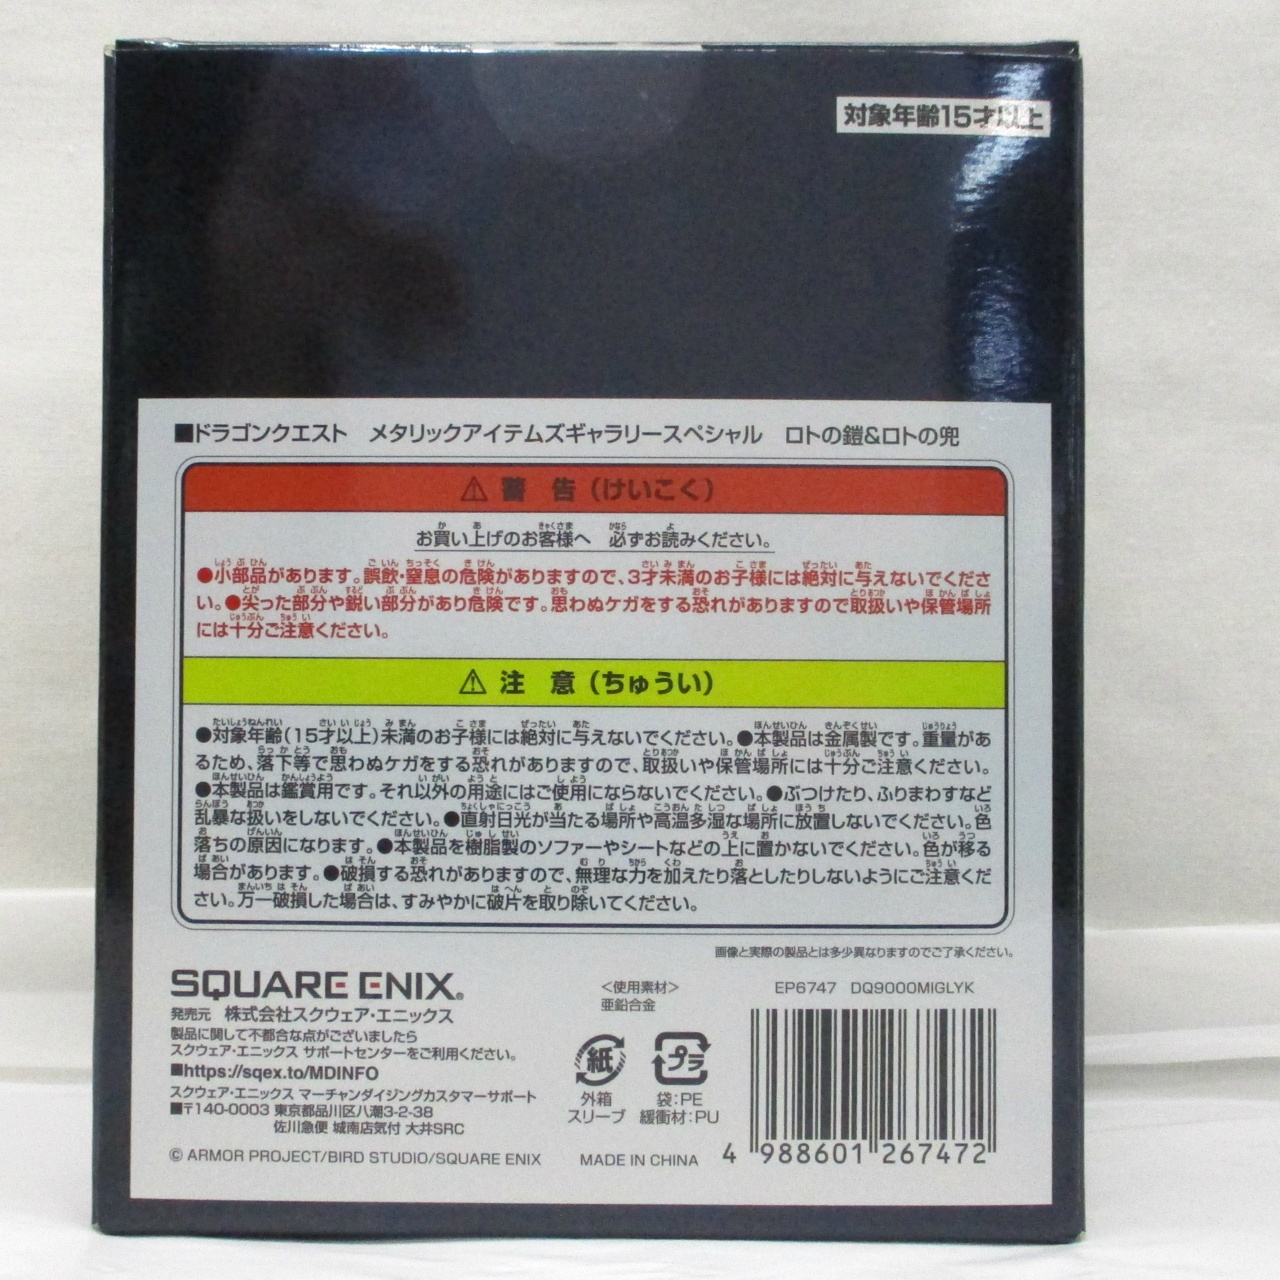 対象年齢15才以上
■ドラゴンクエスト　メタリックアイテムズギャラリースペシャル　ロトの鎧&ロトの兜
⚠ 警　告(けいこく)
お買い上げのお客様へ　必ずお読みください。
●小部品があります。誤飲・窒息の危険がありますので、3才未満のお子様には絶対に与えないでくださ
い。●尖った部分や鋭い部分があり危険です。思わぬケガをする恐れがありますので取扱いや保管場所
には十分ご注意ください。
⚠ 注　意(ちゅうい)
●対象年齢(15才以上)未満のお子様には絶対に与えないでください。●本製品は金属製です。重量があ
るため、落下等で思わぬケガをする恐れがありますので、取扱いや保管場所には十分ご注意ください。
●本製品は鑑賞用です。それ以外の用途にはご使用にならないでください。●ぶつけたり、ふりまわすなど
乱暴な扱いをしないでください。●直射日光が当たる場所や高温多湿な場所に放置しないでください。色
落ちの原因になります。●本製品を樹脂製のソファーやシートなどの上に置かないでください。色が移る
場合があります。●破損する恐れがありますので、無理な力を加えたり落としたりしないようにご注意くだ
さい。万一破損した場合は、すみやかに破片を取り除いてください。
画像と実際の製品とは多少異なりますのでご了承ください。
SQUARE ENIX®
発売元　株式会社スクウェア・エニックス
製品に関して不都合な点がございましたら
スクウェア・エニックス サポートセンターをご利用ください。
■https://sqex.to/MDINFO
スクウェア・エニックス マーチャンダイジングカスタマーサポート
■〒140-0003 東京都品川区八潮3-2-38
佐川急便 城南店気付 大井SRC
© ARMOR PROJECT/BIRD STUDIO/SQUARE ENIX
<使用素材>
亜鉛合金
紙
外箱
スリーブ
プラ
袋:PE
緩衝材:PU
MADE IN CHINA
EP6747　DQ9000MIGLYK
4 988601 267472